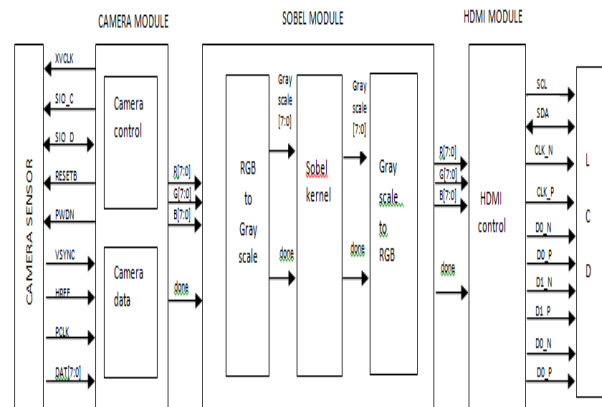 CAMERA MODULE
SOBEL MODULE
HDMI MODULE
CAMERA SENSOR
XVCLK
SIO_C
SIO_D
RESETB
PWDN
VSYNC
HREF
PCLK
DAT[7:0]
Camera
control
Camera
data
R[7:0]
G[7:0]
B[7:0]
done
RGB
to
Gray
scale
Gray
scale
[7:0]
done
Sobel
kernel
Gray
scale
[7:0]
done
Gray
scale
to
RGB
R[7:0]
G[7:0]
B[7:0]
done
HDMI
control
SCL
SDA
CLK_N
CLK_P
D0_N
D0_P
D1_N
D1_P
D0_N
D0_P
L
C
D